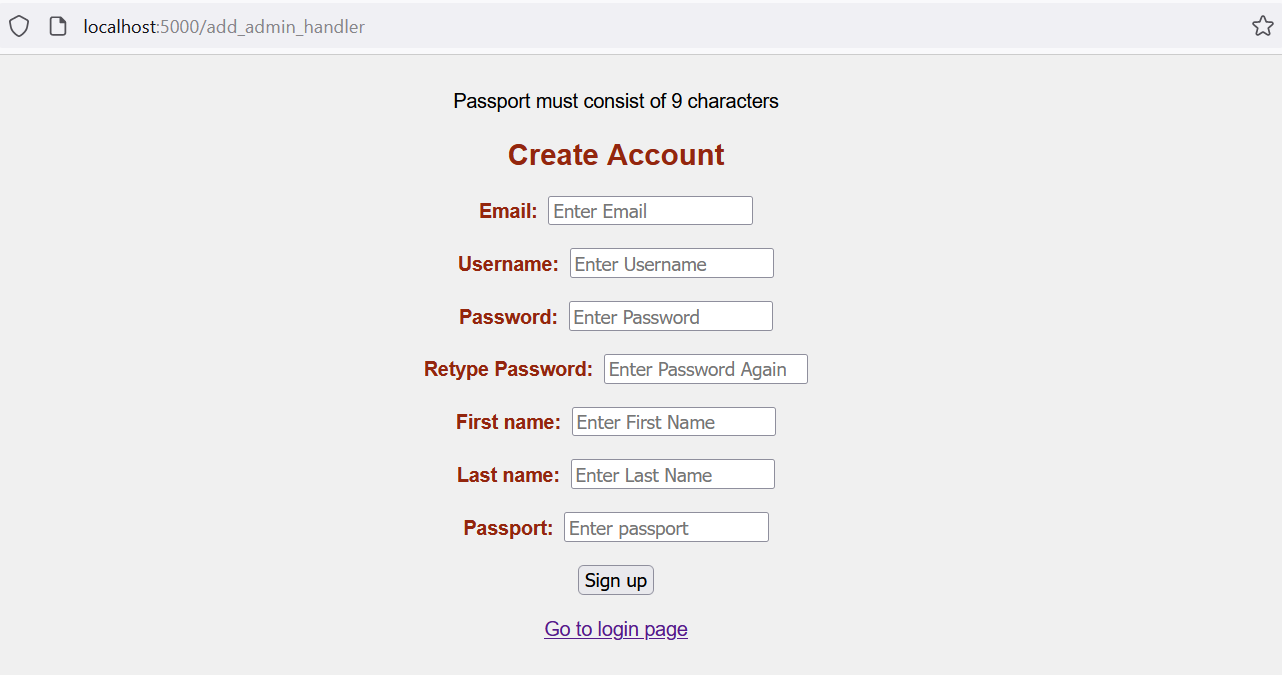 localhost:5000/add_admin_handler
Passport must consist of 9 characters
Create Account
Email: Enter Email
Username: Enter Username
Password: Enter Password
Retype Password: Enter Password Again
First name: Enter First Name
Last name: Enter Last Name
Passport: Enter passport
Sign up
Go to login page